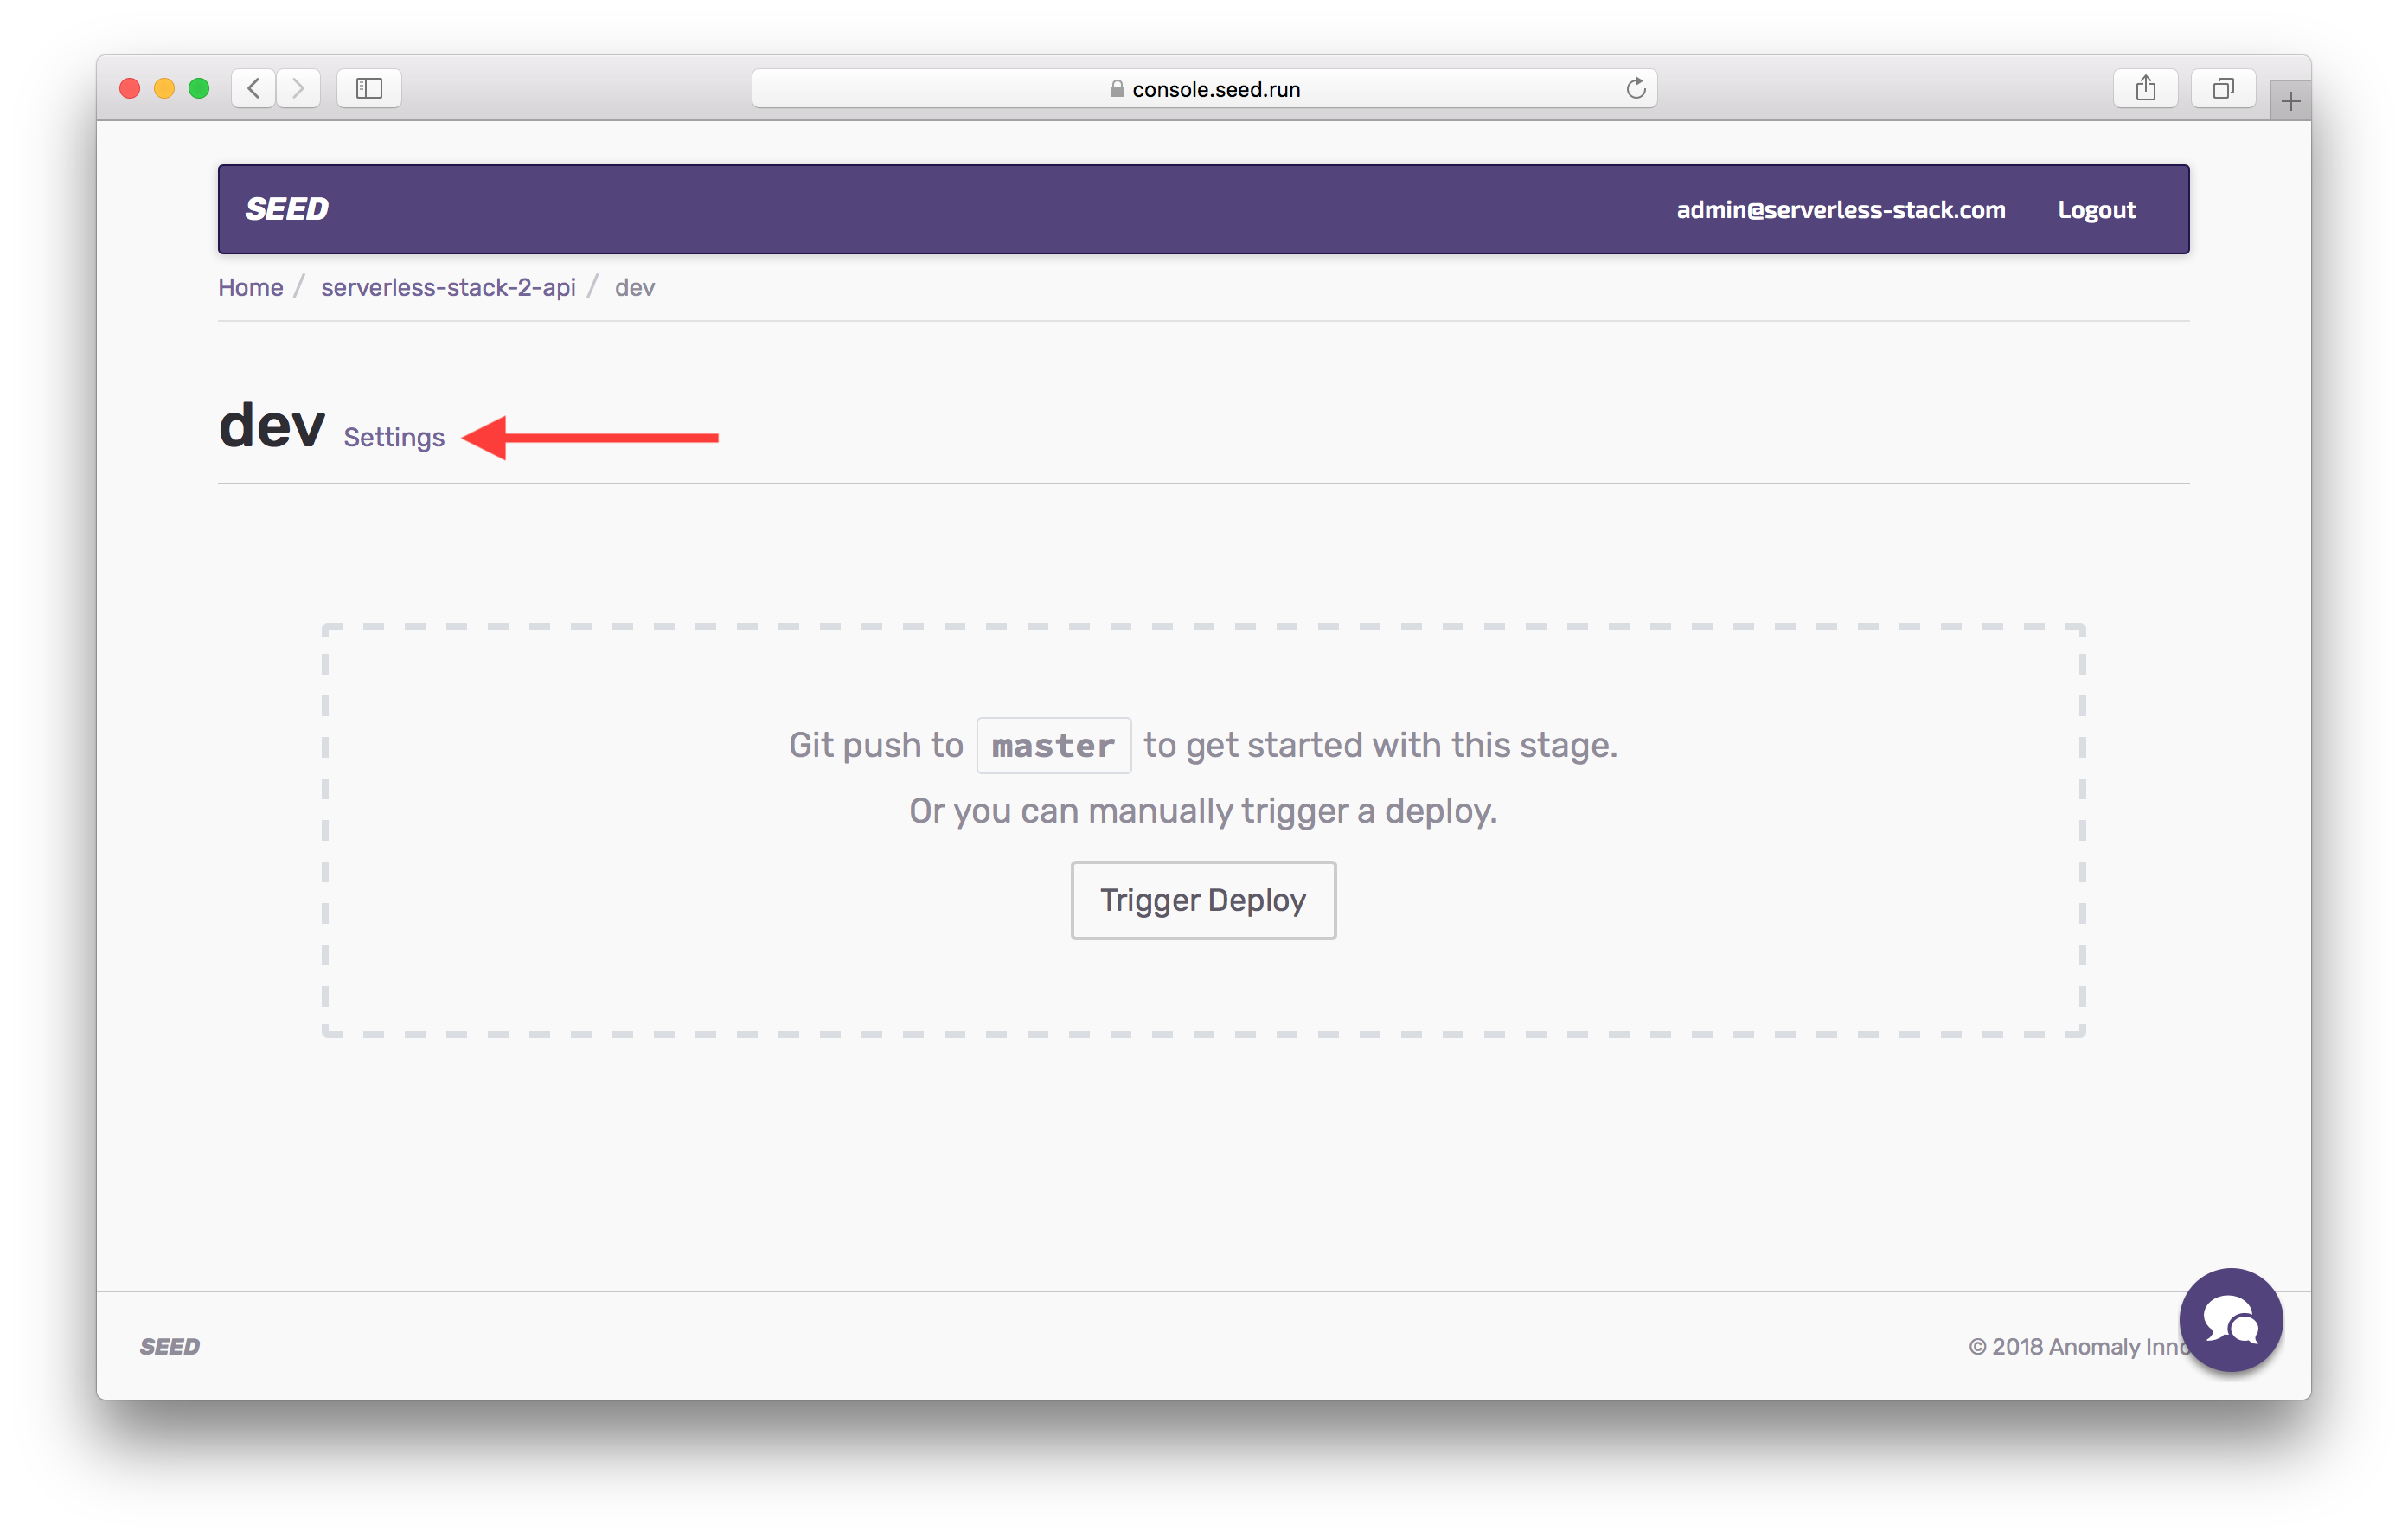 console.seed.run
SEED admin@serverless-stack.com Logout
Home / serverless-stack-2-api / dev
dev Settings
Git push to master to get started with this stage.
Or you can manually trigger a deploy.
Trigger Deploy
SEED © 2018 Anomaly